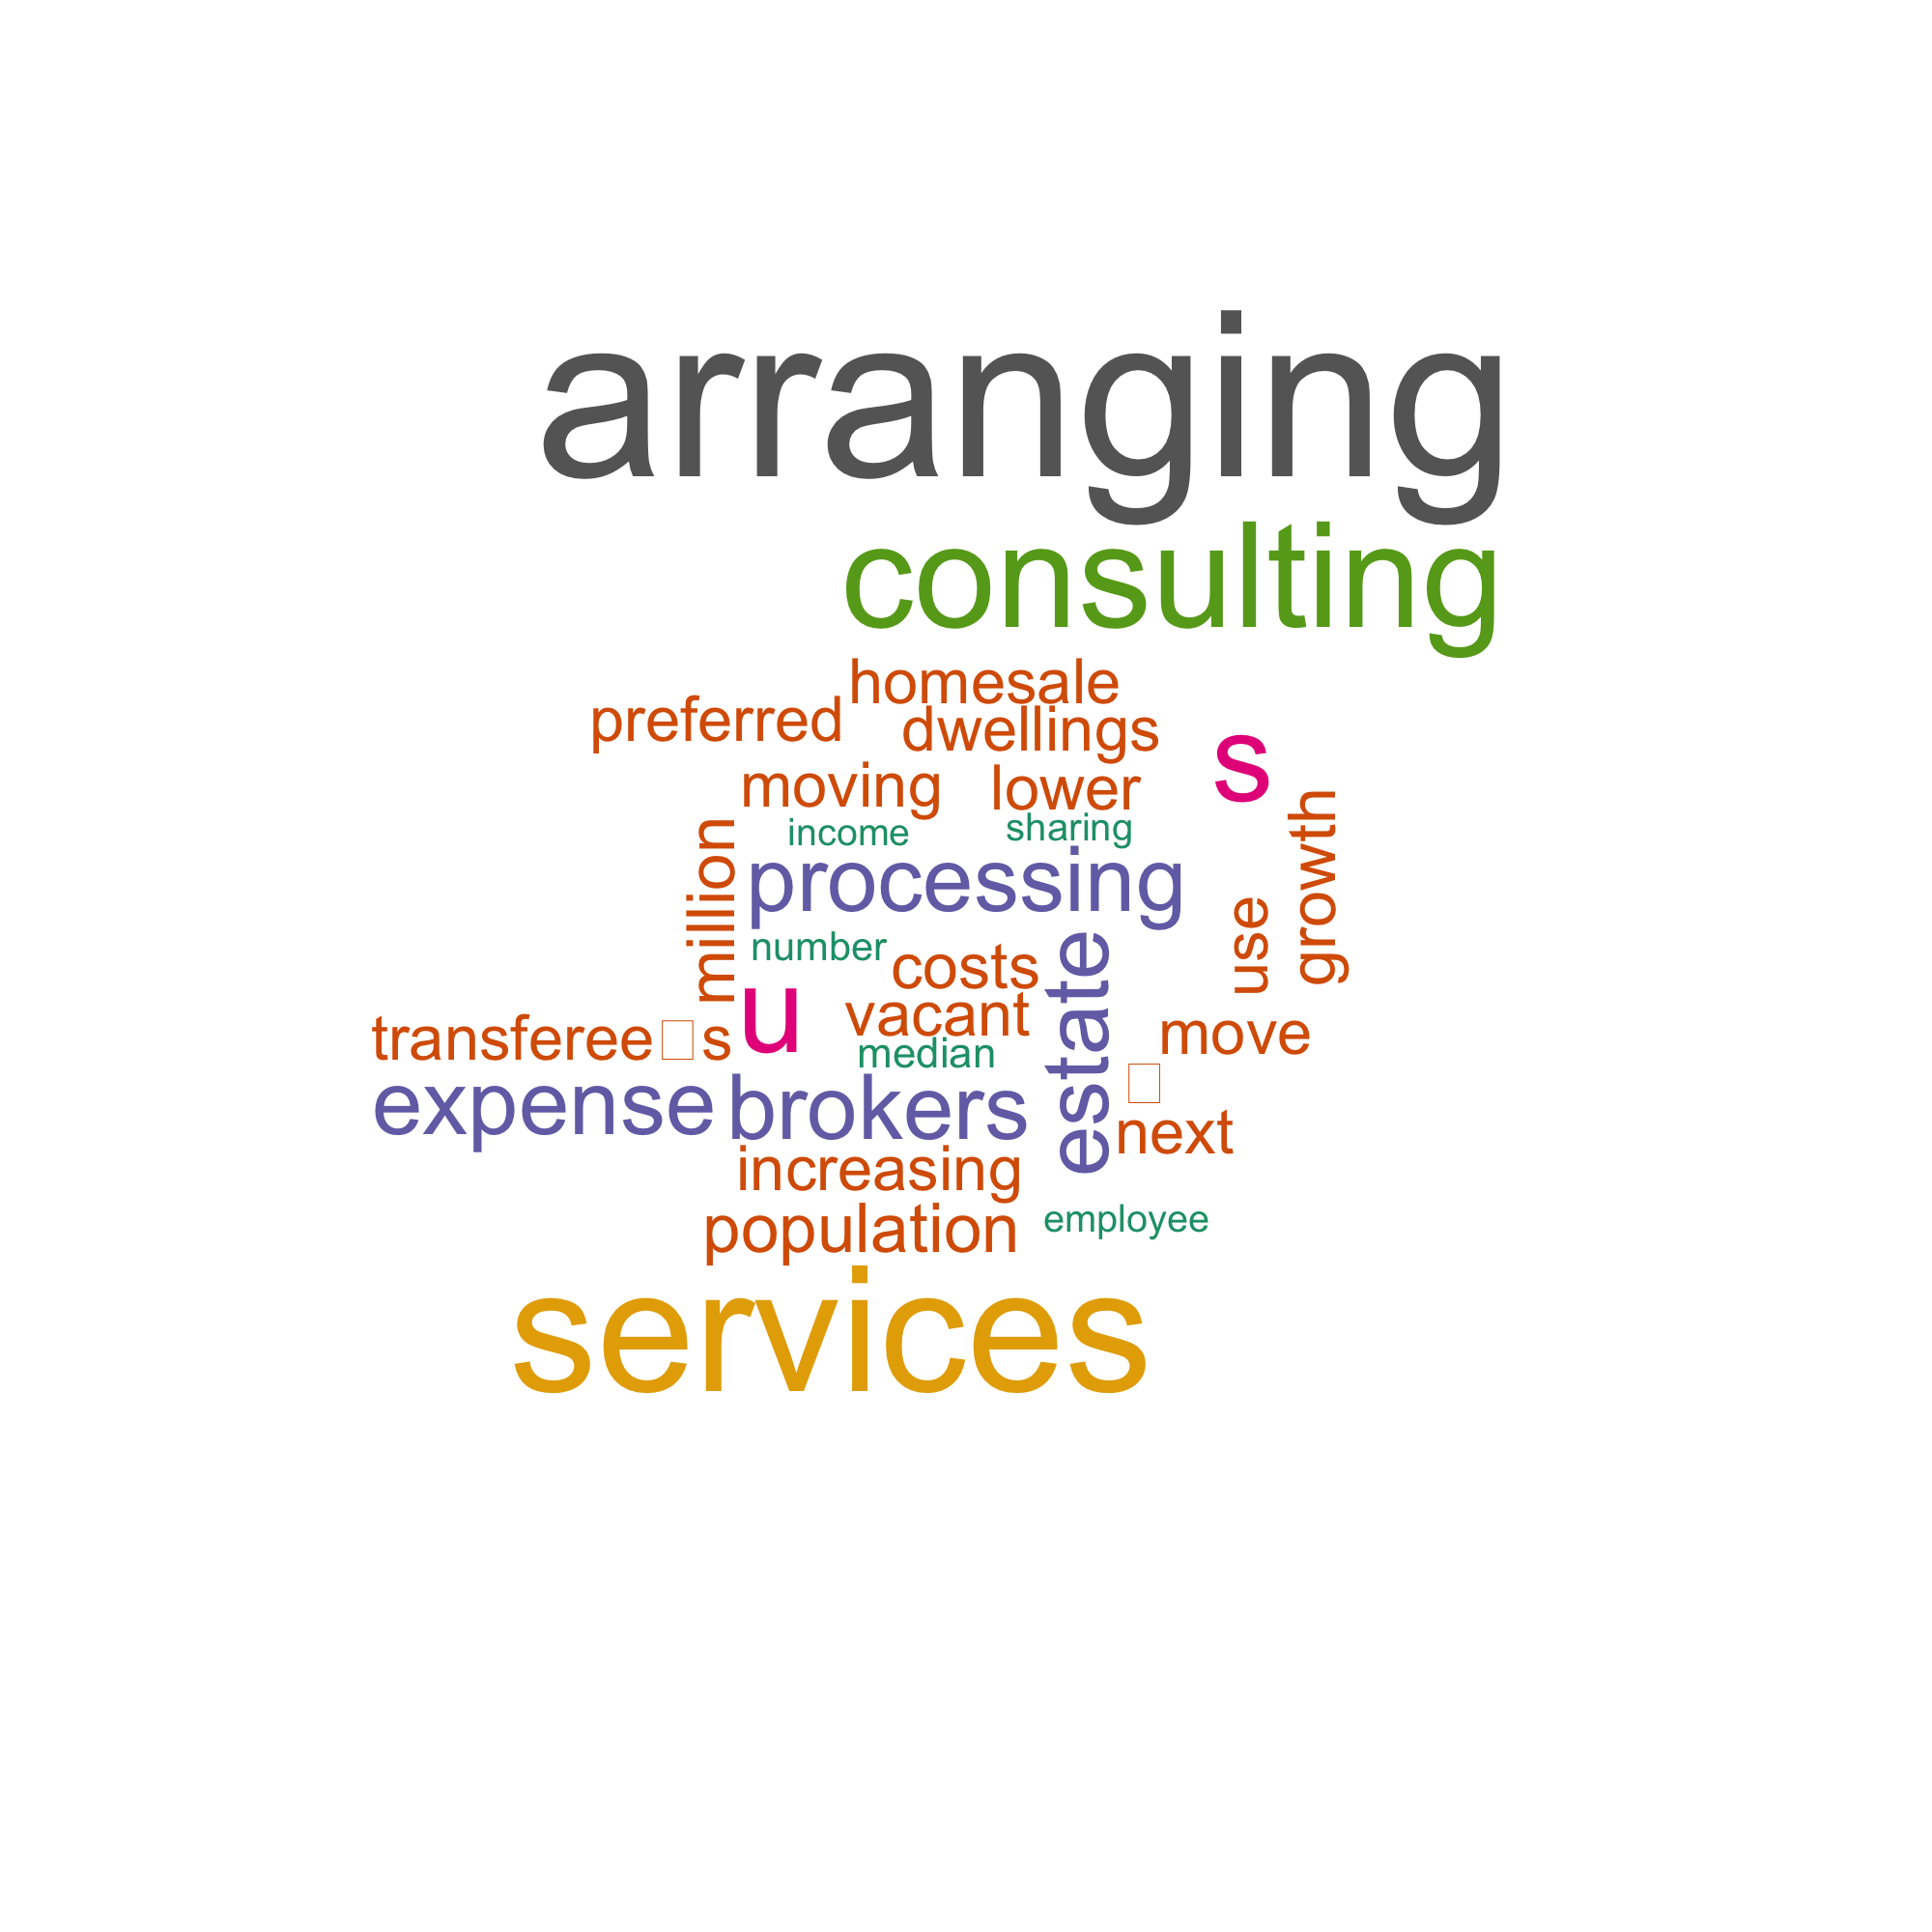 arranging
consulting
homesale
preferred
dwellings
s
moving
lower
income
sharing
million
processing
growth
use
number
costs
estate
u
vacant
transferee□s
move
median
□
expense
brokers
next
increasing
population
employee
services